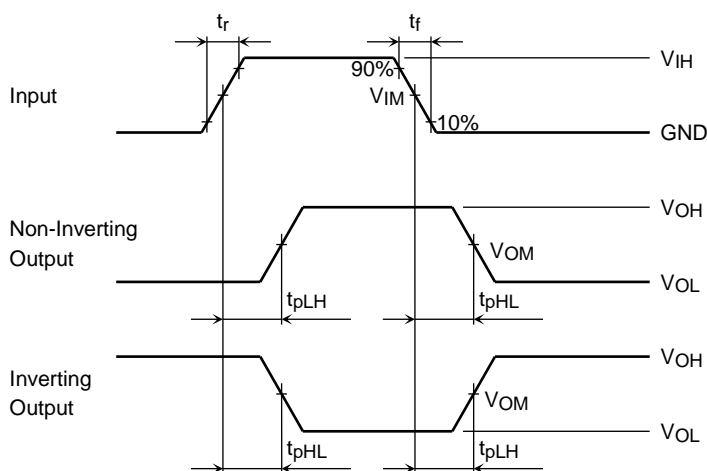 tr
tf
VIH
90%
Input
VIM
10%
GND
VOH
Non-Inverting
Output
VOM
VOL
tpLH
tpHL
VOH
Inverting
Output
VOM
VOL
tpHL
tpLH